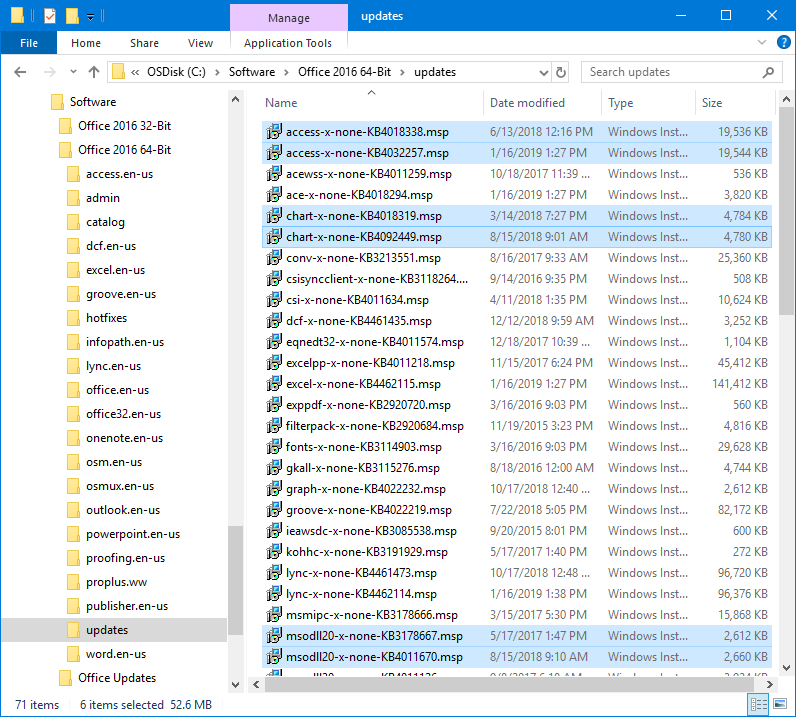 Manage
updates
File
Home
Share
View
Application Tools
?
« OSDisk (C:) > Software > Office 2016 64-Bit > updates
Search updates
Software
Office 2016 32-Bit
Office 2016 64-Bit
access.en-us
admin
catalog
dcf.en-us
excel.en-us
groove.en-us
hotfixes
infopath.en-us
lync.en-us
office.en-us
office32.en-us
onenote.en-us
osm.en-us
osmux.en-us
outlook.en-us
powerpoint.en-us
proofing.en-us
proplus.ww
publisher.en-us
updates
word.en-us
Office Updates
Name Date modified Type Size
access-x-none-KB4018338.msp 6/13/2018 12:16 PM Windows Inst... 19,536 KB
access-x-none-KB4032257.msp 1/16/2019 1:27 PM Windows Inst... 19,544 KB
acewss-x-none-KB4011259.msp 10/18/2017 11:39 ... Windows Inst... 536 KB
ace-x-none-KB4018294.msp 1/16/2019 1:27 PM Windows Inst... 3,820 KB
chart-x-none-KB4018319.msp 3/14/2018 7:27 PM Windows Inst... 4,784 KB
chart-x-none-KB4092449.msp 8/15/2018 9:01 AM Windows Inst... 4,780 KB
conv-x-none-KB3213551.msp 8/16/2017 9:33 AM Windows Inst... 25,360 KB
csisyncclient-x-none-KB3118264.... 9/14/2016 9:35 PM Windows Inst... 508 KB
csi-x-none-KB4011634.msp 4/11/2018 1:35 PM Windows Inst... 10,624 KB
dcf-x-none-KB4461435.msp 12/12/2018 9:59 AM Windows Inst... 3,252 KB
eqnedt32-x-none-KB4011574.msp 12/18/2017 10:39 ... Windows Inst... 1,104 KB
excelpp-x-none-KB4011218.msp 11/15/2017 6:24 PM Windows Inst... 45,412 KB
excel-x-none-KB4462115.msp 1/16/2019 1:27 PM Windows Inst... 141,412 KB
exppdf-x-none-KB2920720.msp 3/16/2016 9:03 PM Windows Inst... 560 KB
filterpack-x-none-KB2920684.msp 11/19/2015 3:23 PM Windows Inst... 4,816 KB
fonts-x-none-KB3114903.msp 3/16/2016 9:03 PM Windows Inst... 29,628 KB
gkall-x-none-KB3115276.msp 8/18/2016 12:00 AM Windows Inst... 4,744 KB
graph-x-none-KB4022232.msp 10/17/2018 12:40 ... Windows Inst... 2,612 KB
groove-x-none-KB4022219.msp 7/22/2018 5:05 PM Windows Inst... 82,172 KB
ieawsdc-x-none-KB3085538.msp 9/20/2015 8:01 PM Windows Inst... 600 KB
kohhc-x-none-KB3191929.msp 5/17/2017 1:40 PM Windows Inst... 272 KB
lync-x-none-KB4461473.msp 10/17/2018 12:48 ... Windows Inst... 96,720 KB
lync-x-none-KB4462114.msp 1/16/2019 1:38 PM Windows Inst... 96,376 KB
msmipc-x-none-KB3178666.msp 3/15/2017 5:30 PM Windows Inst... 15,868 KB
msodll20-x-none-KB3178667.msp 5/17/2017 1:47 PM Windows Inst... 2,612 KB
msodll20-x-none-KB4011670.msp 8/15/2018 9:10 AM Windows Inst... 2,660 KB
71 items 6 items selected 52.6 MB